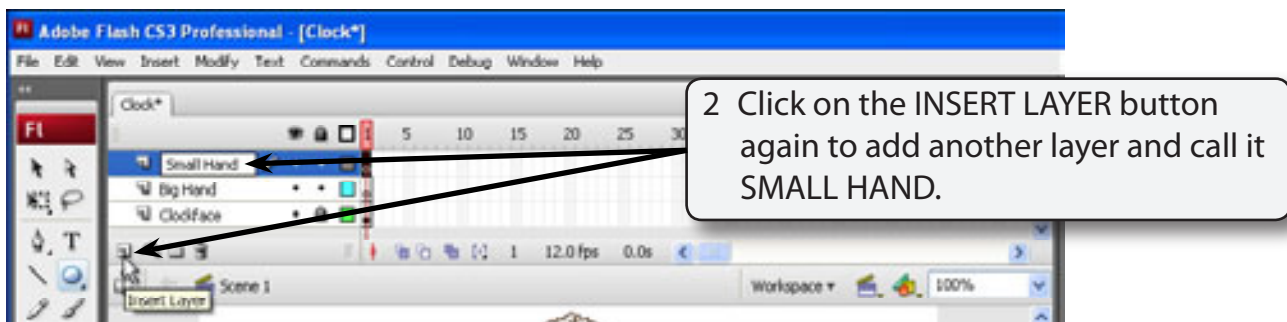 Adobe Flash CS3 Professional - [Clock*]
File Edit View Insert Modify Text Commands Control Debug Window Help
Clock*
Fl
1 5 10 15 20 25 30
Small Hand
Big Hand
Clockface
1 12.0 fps 0.0s
Scene 1 Workspace 100%
Insert Layer
2 Click on the INSERT LAYER button
again to add another layer and call it
SMALL HAND.